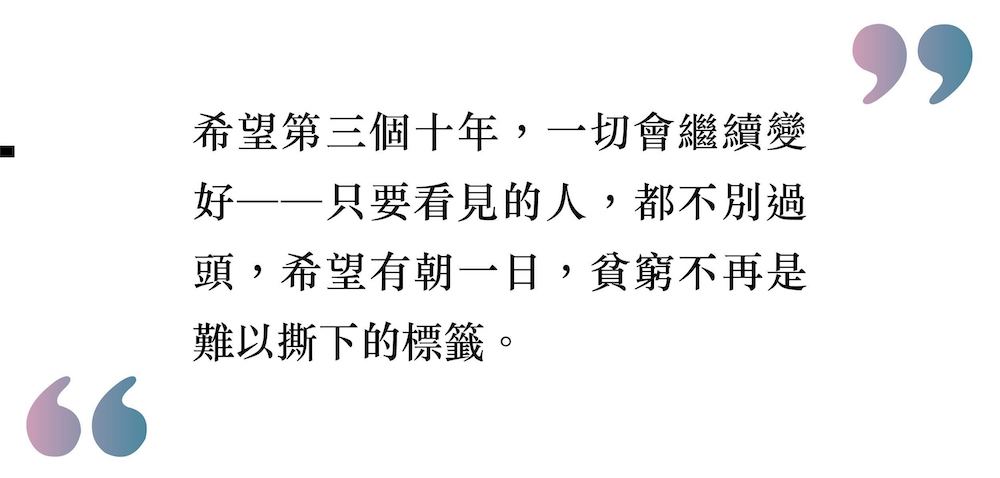 希望第三個十年，一切會繼續變
好——只要看見的人，都不別過
頭，希望有朝一日，貧窮不再是
難以撕下的標籤。